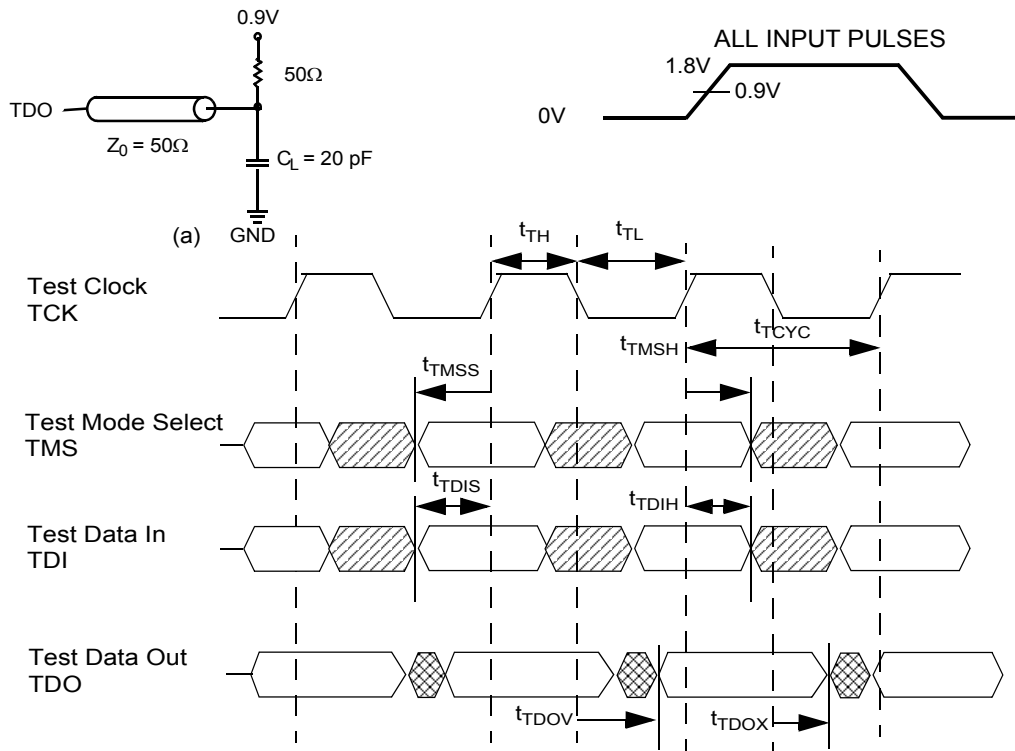 0.9V
50Ω
TDO
Z0 = 50Ω
CL = 20 pF
(a)
GND
ALL INPUT PULSES
1.8V
0.9V
0V
tTH
tTL
Test Clock
TCK
tTMSH
tTCYC
tTMSS
Test Mode Select
TMS
tTDIS
tTDIH
Test Data In
TDI
Test Data Out
TDO
tTDOV
tTDOX